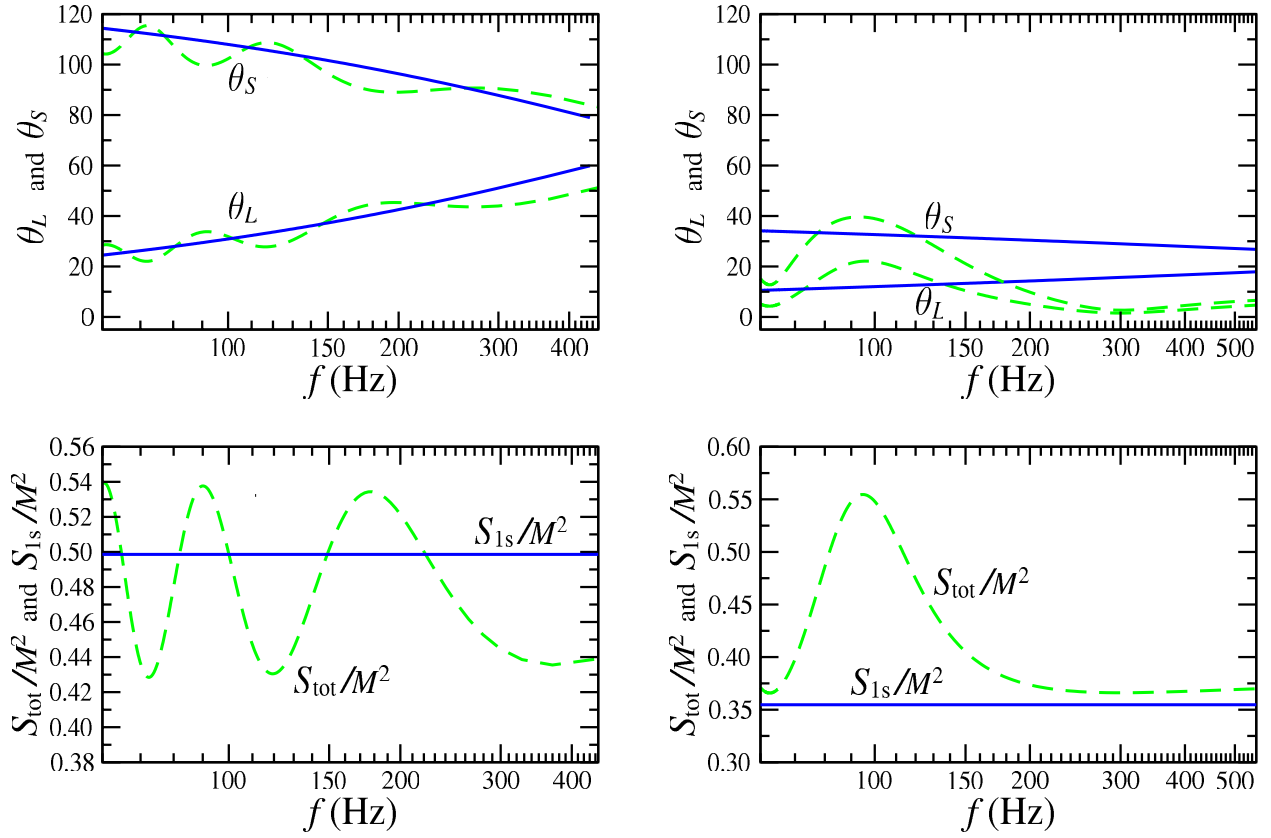 120
100
80
60
40
20
0
θL and θS
θS
θL
100 150 200 300 400
f (Hz)
120
100
80
60
40
20
0
θL and θS
θS
θL
100 150 200 300 400 500
f (Hz)
0.56
0.54
0.52
0.50
0.48
0.46
0.44
0.42
0.40
0.38
Stot/M² and S1s/M²
S1s/M²
Stot/M²
100 150 200 300 400
f (Hz)
0.60
0.55
0.50
0.45
0.40
0.35
0.30
Stot/M² and S1s/M²
Stot/M²
S1s/M²
100 150 200 300 400 500
f (Hz)